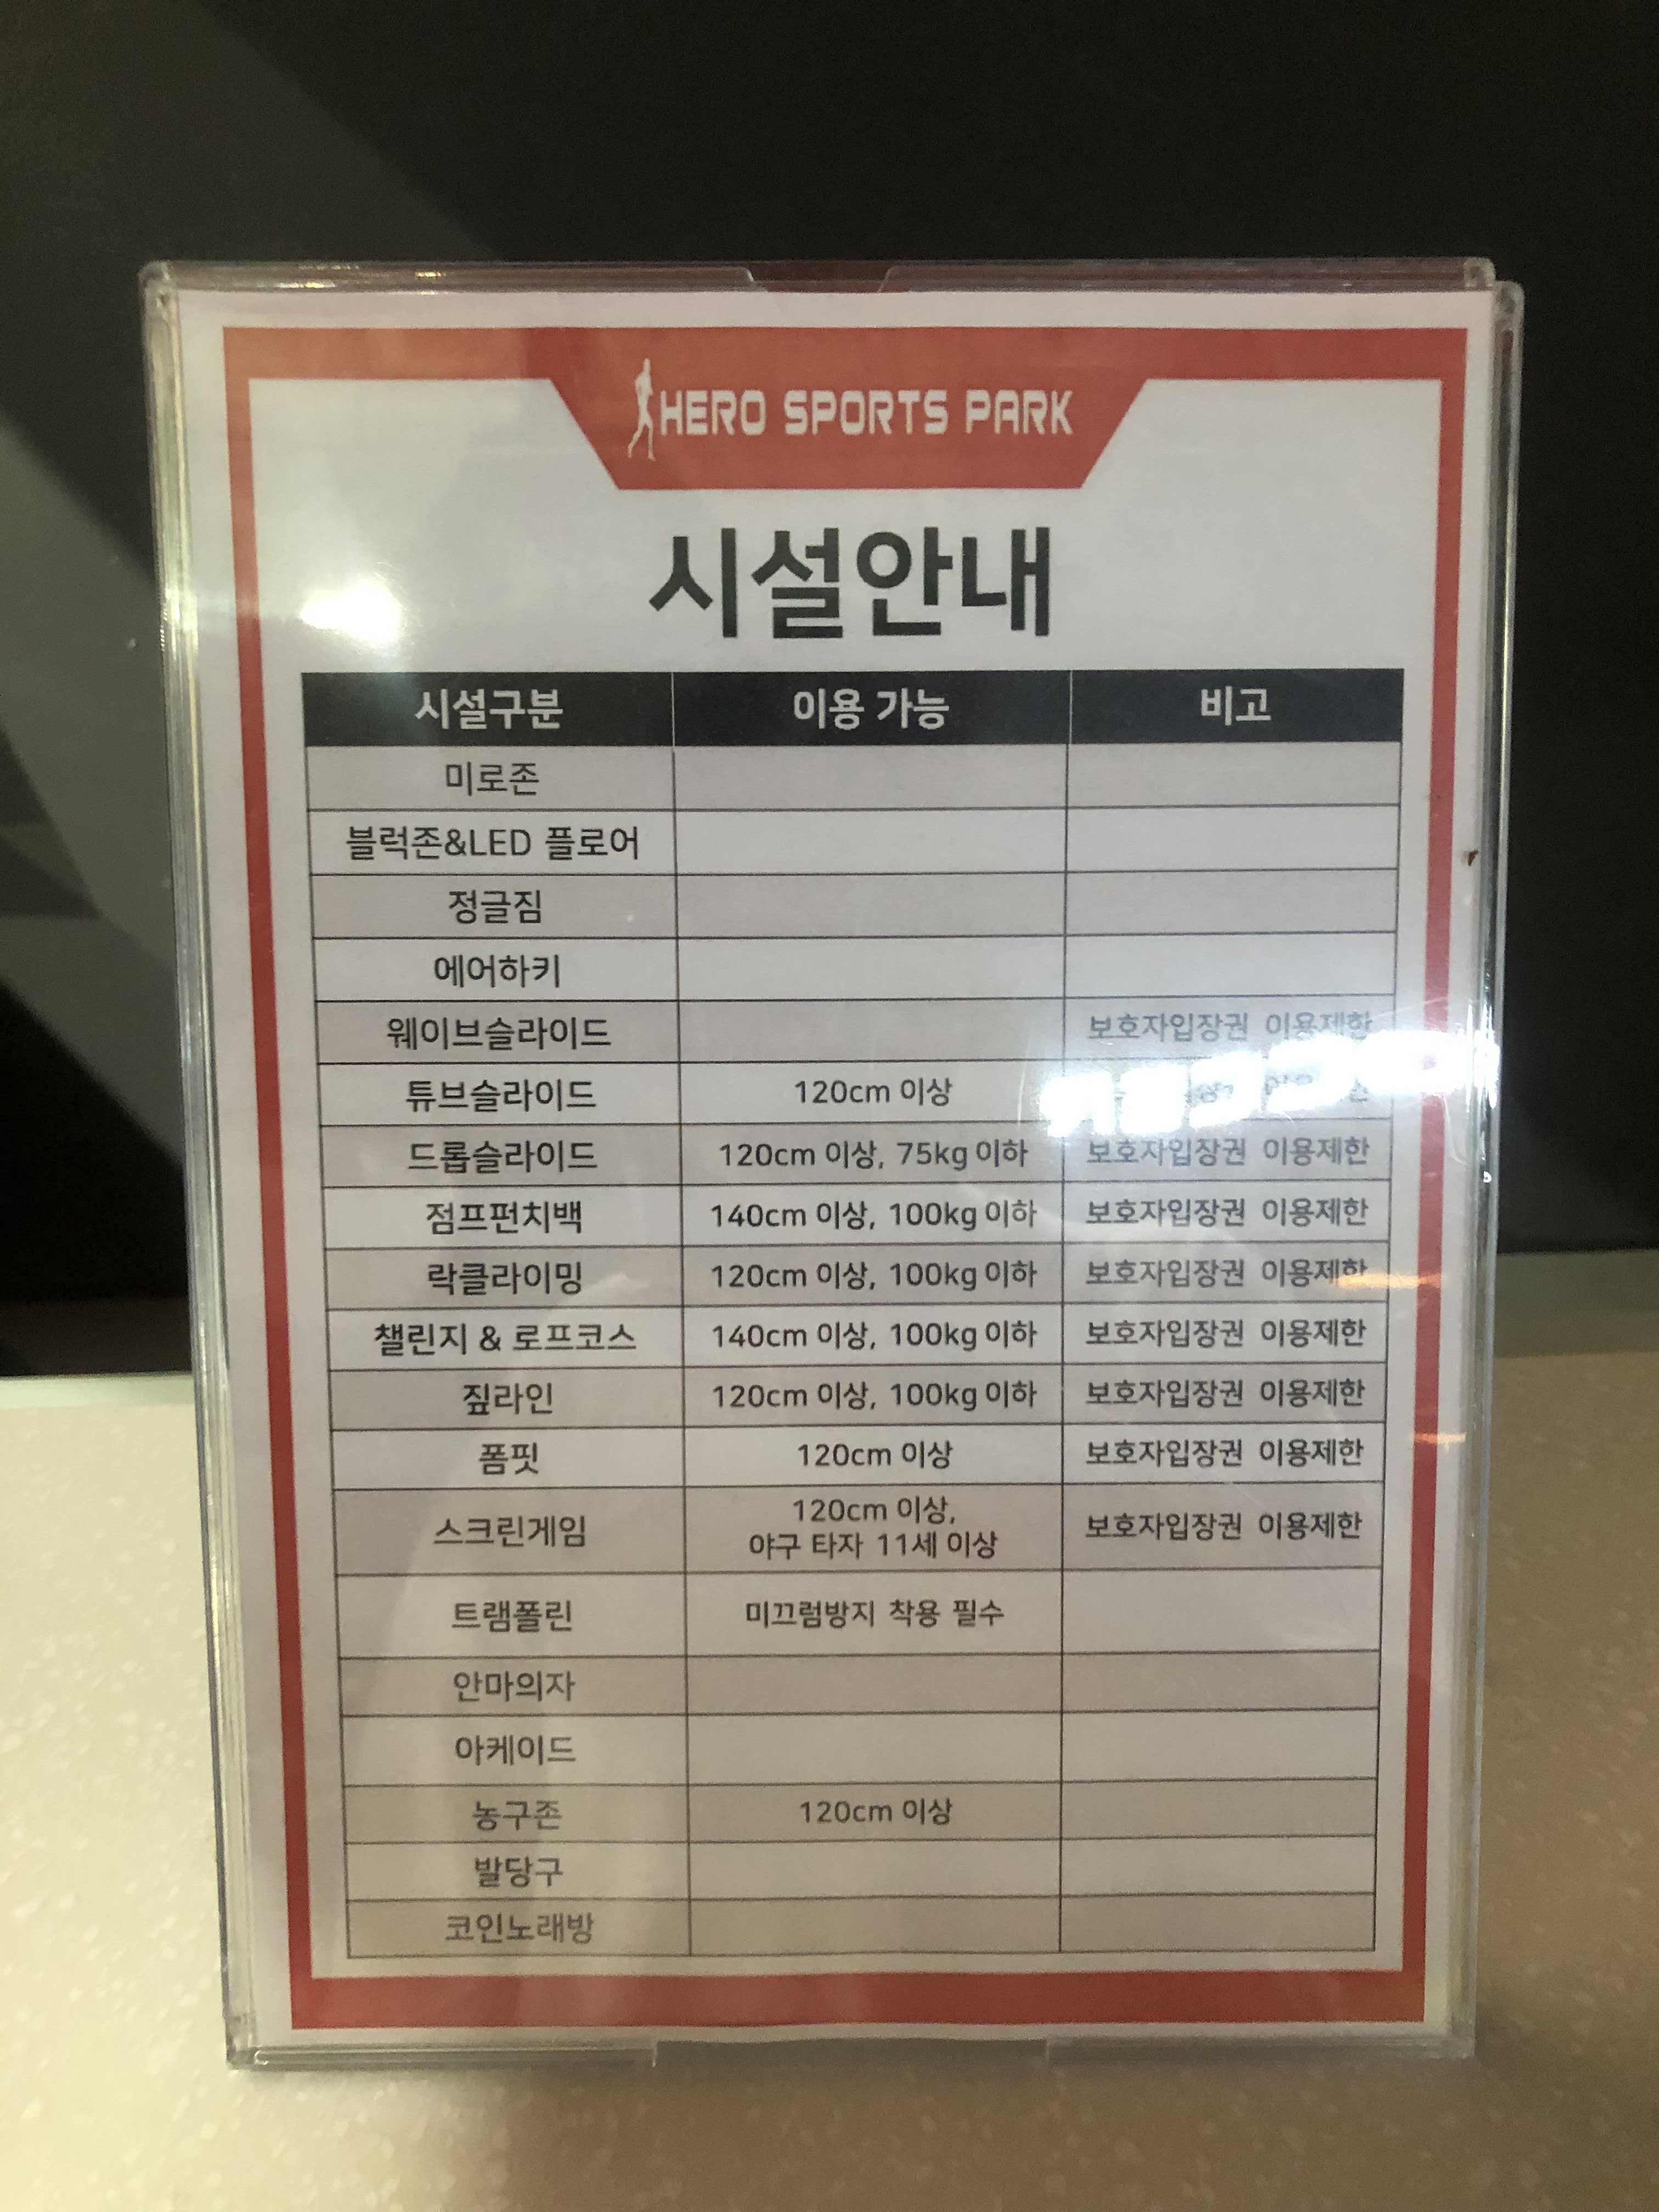 HERO SPORTS PARK
시설안내
시설구분 이용 가능 비고
미로존
블럭존&LED 플로어
정글짐
에어하키
웨이브슬라이드 보호자입장권 이용제한
튜브슬라이드 120cm 이상
드롭슬라이드 120cm 이상, 75kg 이하 보호자입장권 이용제한
점프펀치백 140cm 이상, 100kg 이하 보호자입장권 이용제한
락클라이밍 120cm 이상, 100kg 이하 보호자입장권 이용제한
챌린지 & 로프코스 140cm 이상, 100kg 이하 보호자입장권 이용제한
짚라인 120cm 이상, 100kg 이하 보호자입장권 이용제한
폼핏 120cm 이상 보호자입장권 이용제한
스크린게임 120cm 이상, 야구 타자 11세 이상 보호자입장권 이용제한
트램폴린 미끄럼방지 착용 필수
안마의자
아케이드
농구존 120cm 이상
발당구
코인노래방